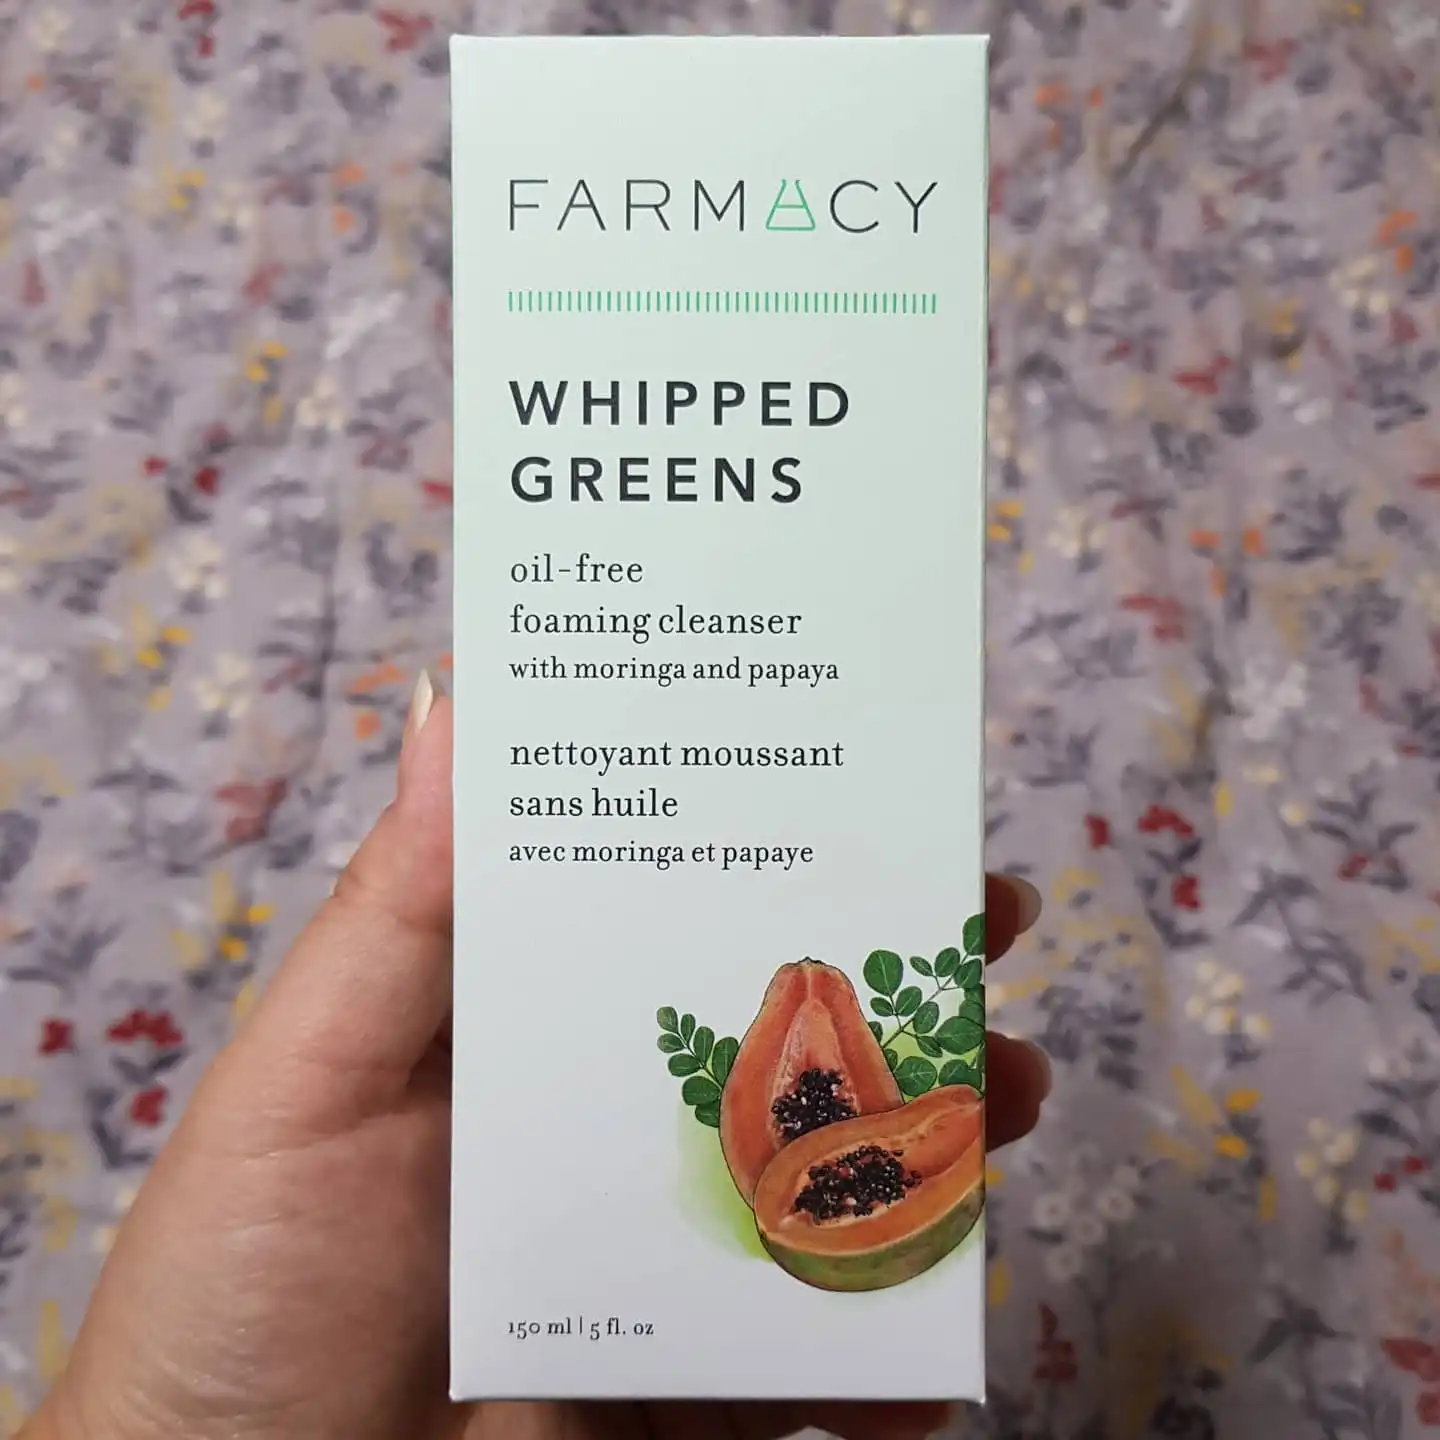 FARMACY
WHIPPED
GREENS
oil-free
foaming cleanser
with moringa and papaya
nettoyant moussant
sans huile
avec moringa et papaye
150 ml | 5 fl. oz